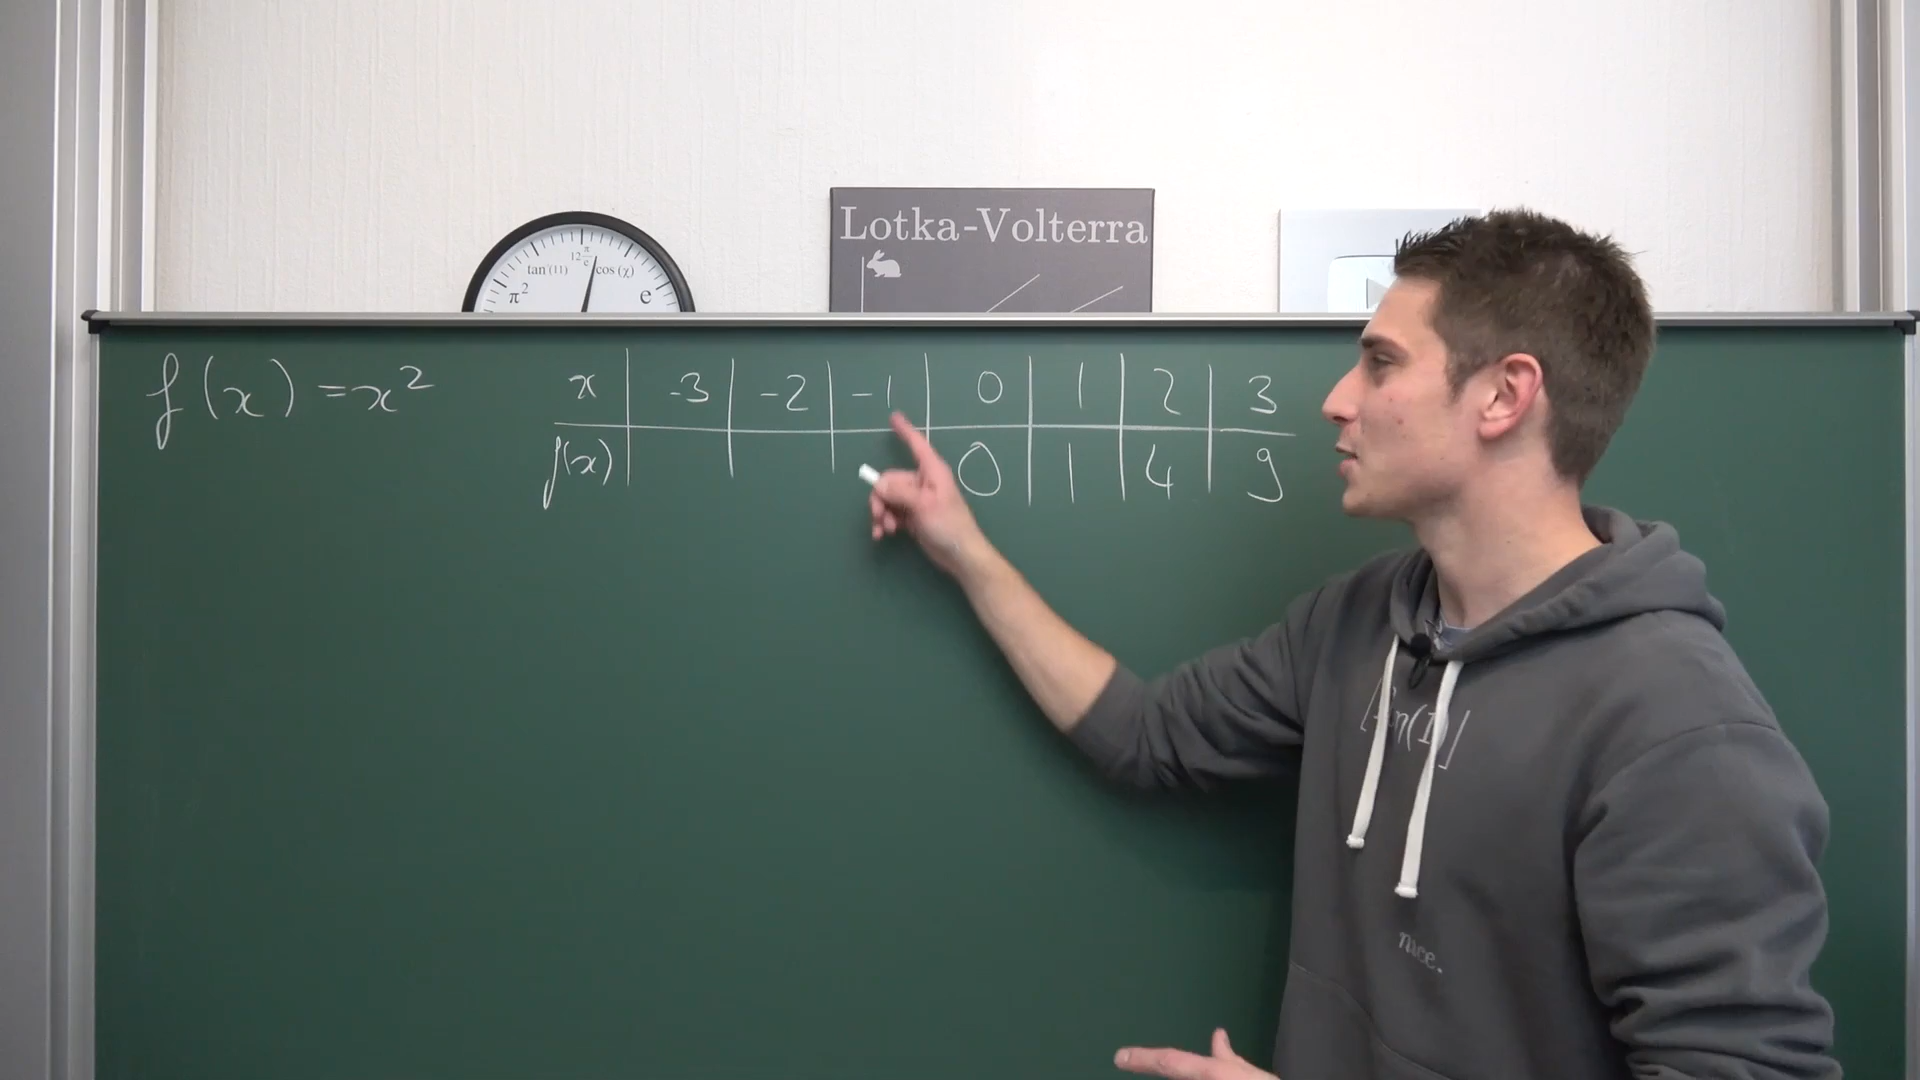 Lotka-Volterra
12 π/e
tan⁻(11) cos (χ)
π² e
f(x) = x²
x -3 -2 -1 0 1 2 3
f(x) 0 1 4 9
nice.